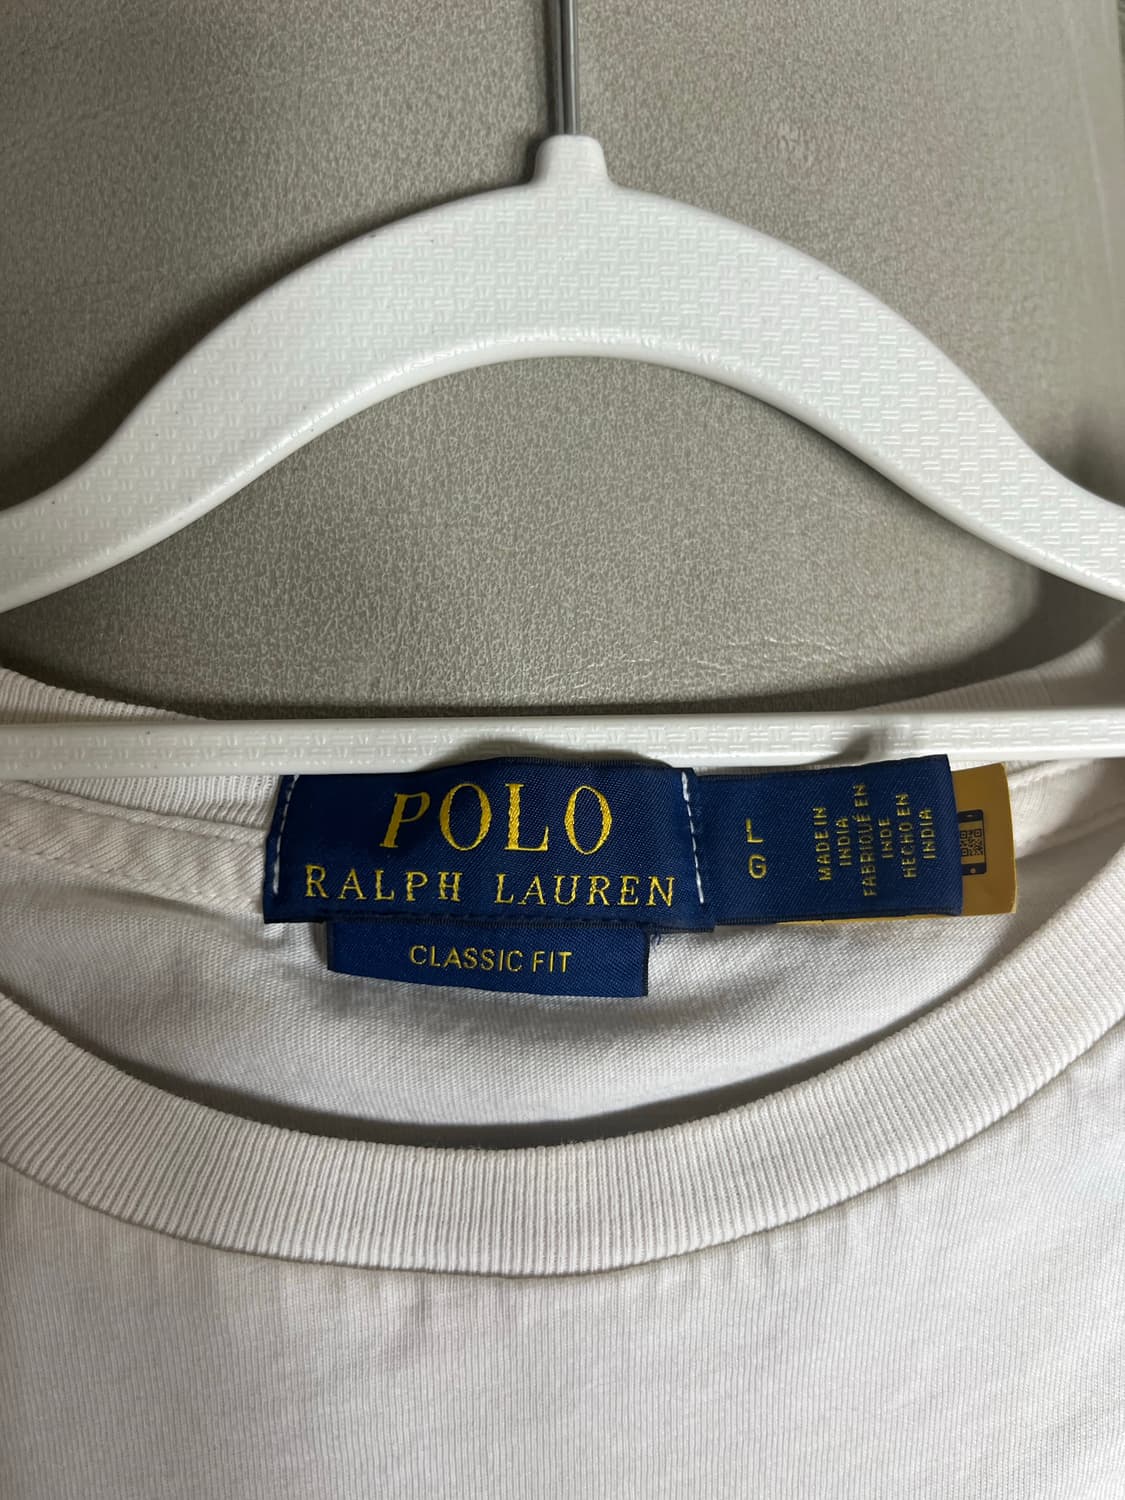 POLO
RALPH LAUREN
CLASSIC FIT
L
G
MADE IN
INDIA
FABRIQUÉ EN
INDE
HECHO EN
INDIA